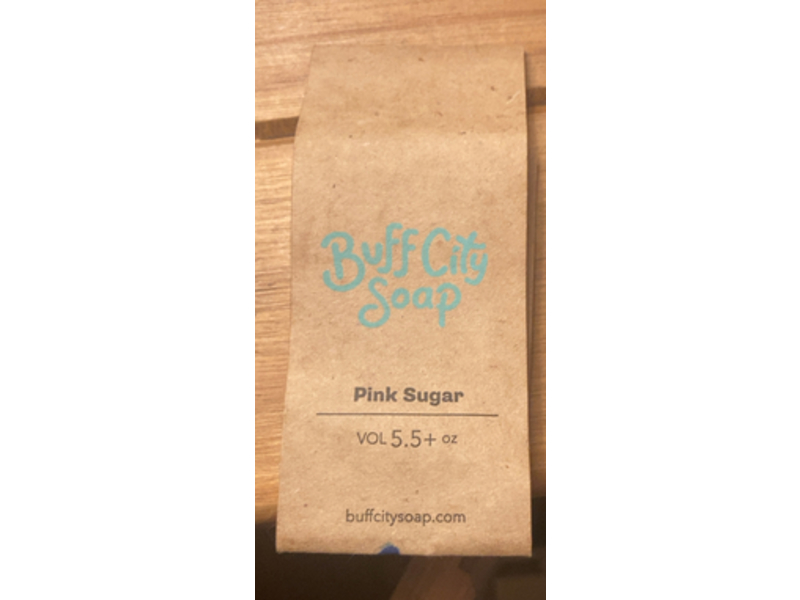 Buff City
Soap
Pink Sugar
VOL 5.5+ oz
buffcitysoap.com